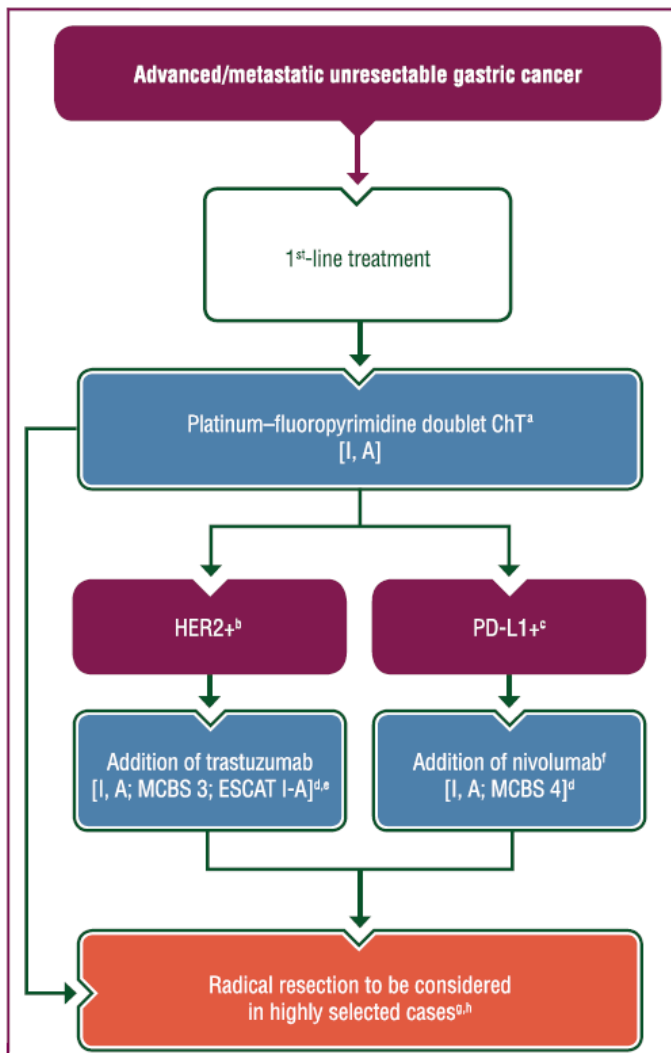 Advanced/metastatic unresectable gastric cancer
1st-line treatment
Platinum–fluoropyrimidine doublet ChTa
[I, A]
HER2+b
PD-L1+c
Addition of trastuzumab
[I, A; MCBS 3; ESCAT I-A]d,e
Addition of nivolumabf
[I, A; MCBS 4]d
Radical resection to be considered
in highly selected casesg,h